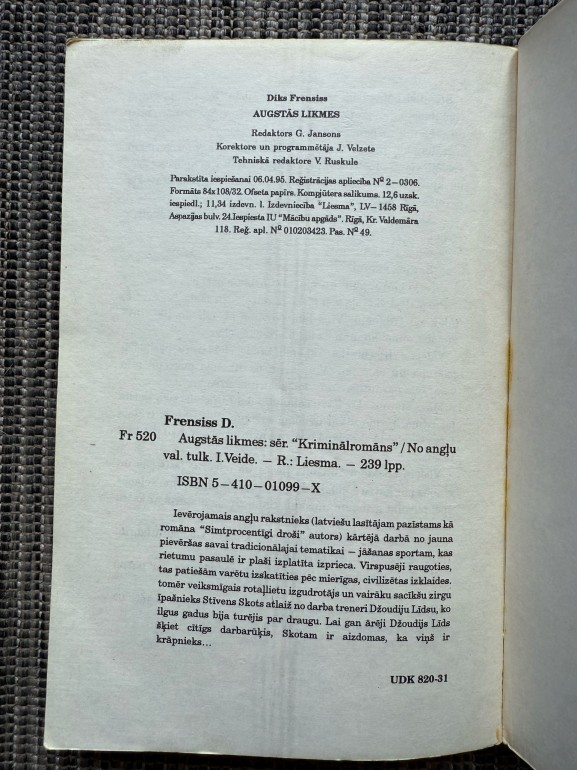 Diks Frensiss
AUGSTĀS LIKMES
Redaktors G. Jansons
Korektore un programmētāja J. Velzete
Tehniskā redaktore V. Ruskule
Parakstīta iespiešanai 06.04.95. Reģistrācijas apliecība Nº 2–0306.
Formāts 84x108/32. Ofseta papīrs. Kompjūtera salikums. 12,6 uzsk.
iespiedl.; 11,34 izdevn. l. Izdevniecība "Liesma", LV–1458 Rīgā,
Aspazijas bulv. 24.Iespiesta IU "Mācību apgāds". Rīgā, Kr. Valdemāra
118. Reģ. apl. Nº 010203423. Pas. Nº 49.
Frensiss D.
Fr 520 Augstās likmes: sēr. "Kriminālromāns" / No angļu
val. tulk. I.Veide. – R.: Liesma. – 239 lpp.
ISBN 5–410–01099–X
Ievērojamais angļu rakstnieks (latviešu lasītājam pazīstams kā
romāna "Simtprocentīgi droši" autors) kārtējā darbā no jauna
pievēršas savai tradicionālajai tematikai – jāšanas sportam, kas
rietumu pasaulē ir plaši izplatīta izprieca. Virspusēji raugoties,
tas patiešām varētu izskatīties pēc mierīgas, civilizētas izklaides.
tomēr veiksmīgais rotaļlietu izgudrotājs un vairāku sacīkšu zirgu
īpašnieks Stīvens Skots atlaiž no darba treneri Džoudiju Līdsu, ko
ilgus gadus bija turējis par draugu. Lai gan ārēji Džoudijs Līds
šķiet cītīgs darbarūķis, Skotam ir aizdomas, ka viņš ir
krāpnieks...
UDK 820-31